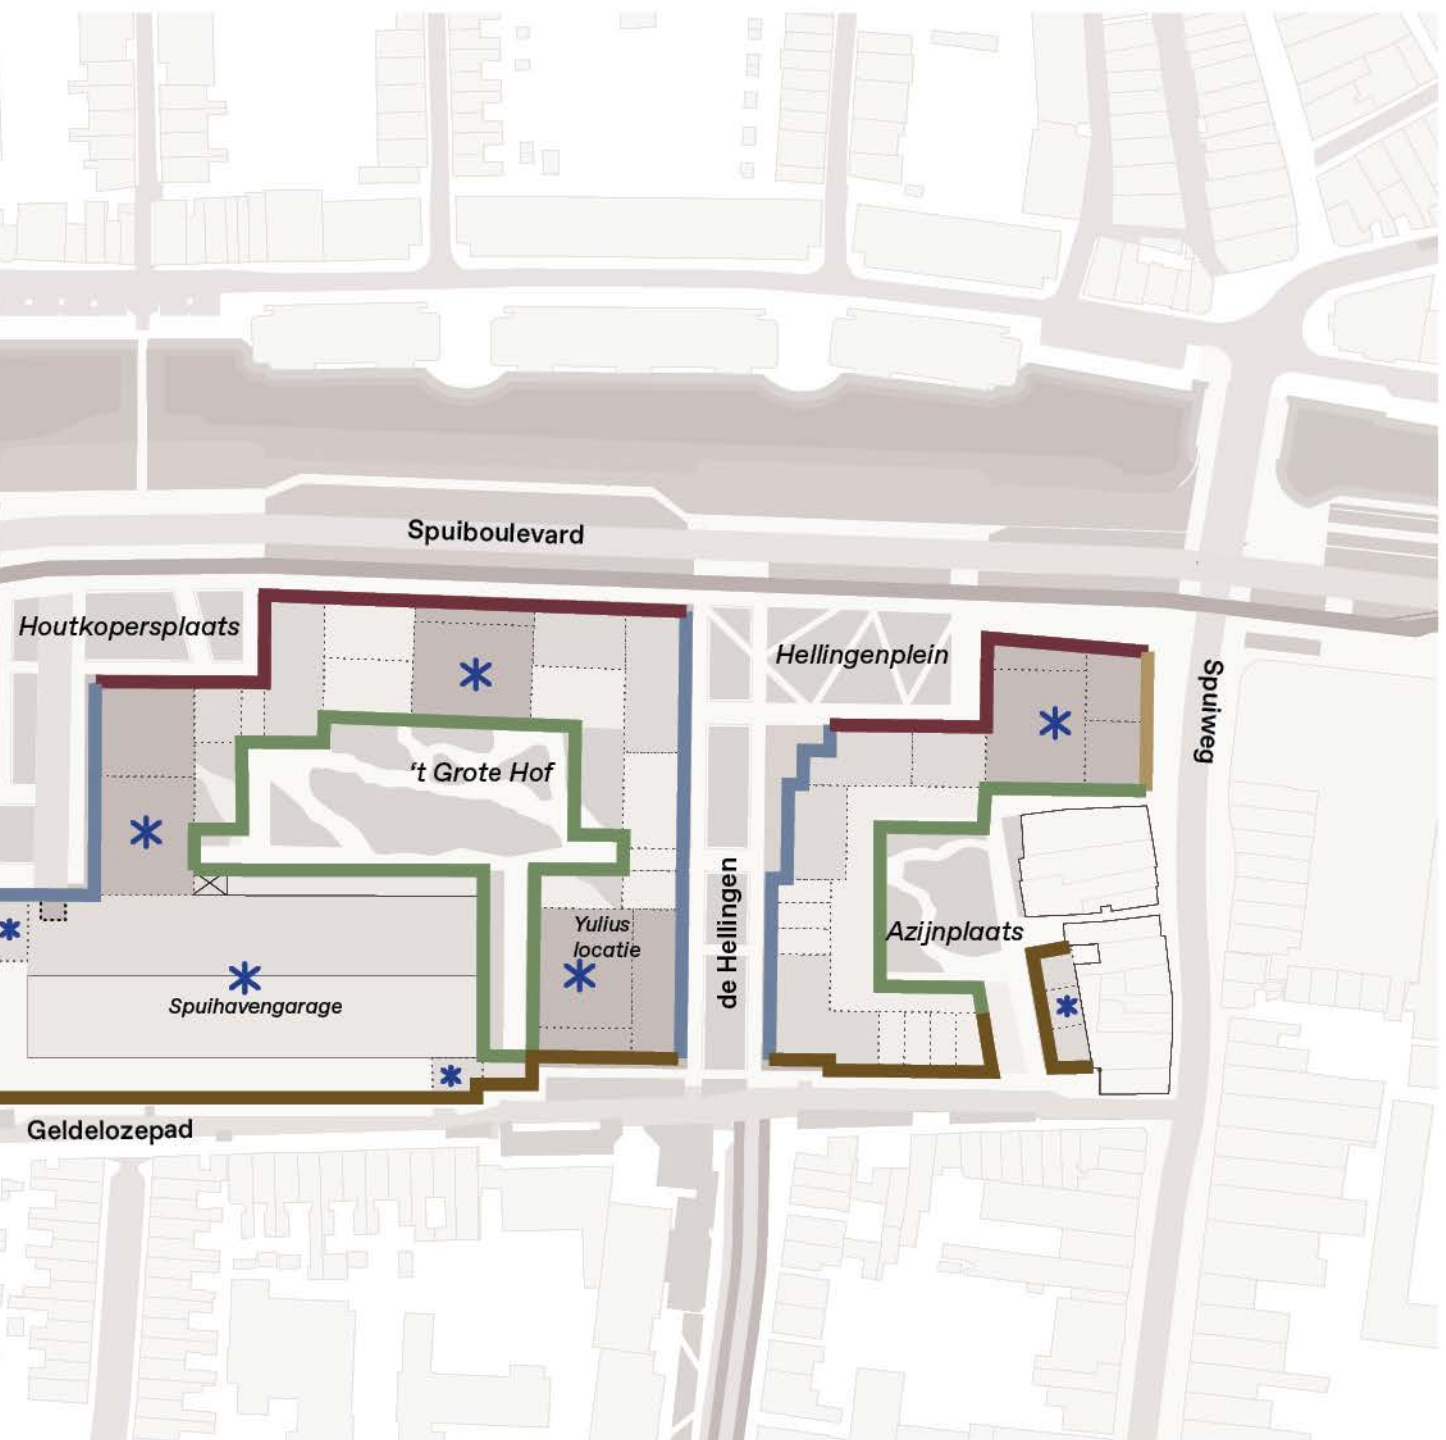 Spuiboulevard
Houtkopersplaats
Hellingenplein
Spuiweg
‘t Grote Hof
de Hellingen
Yulius
locatie
Azijnplaats
Spuihavengarage
Geldelozepad